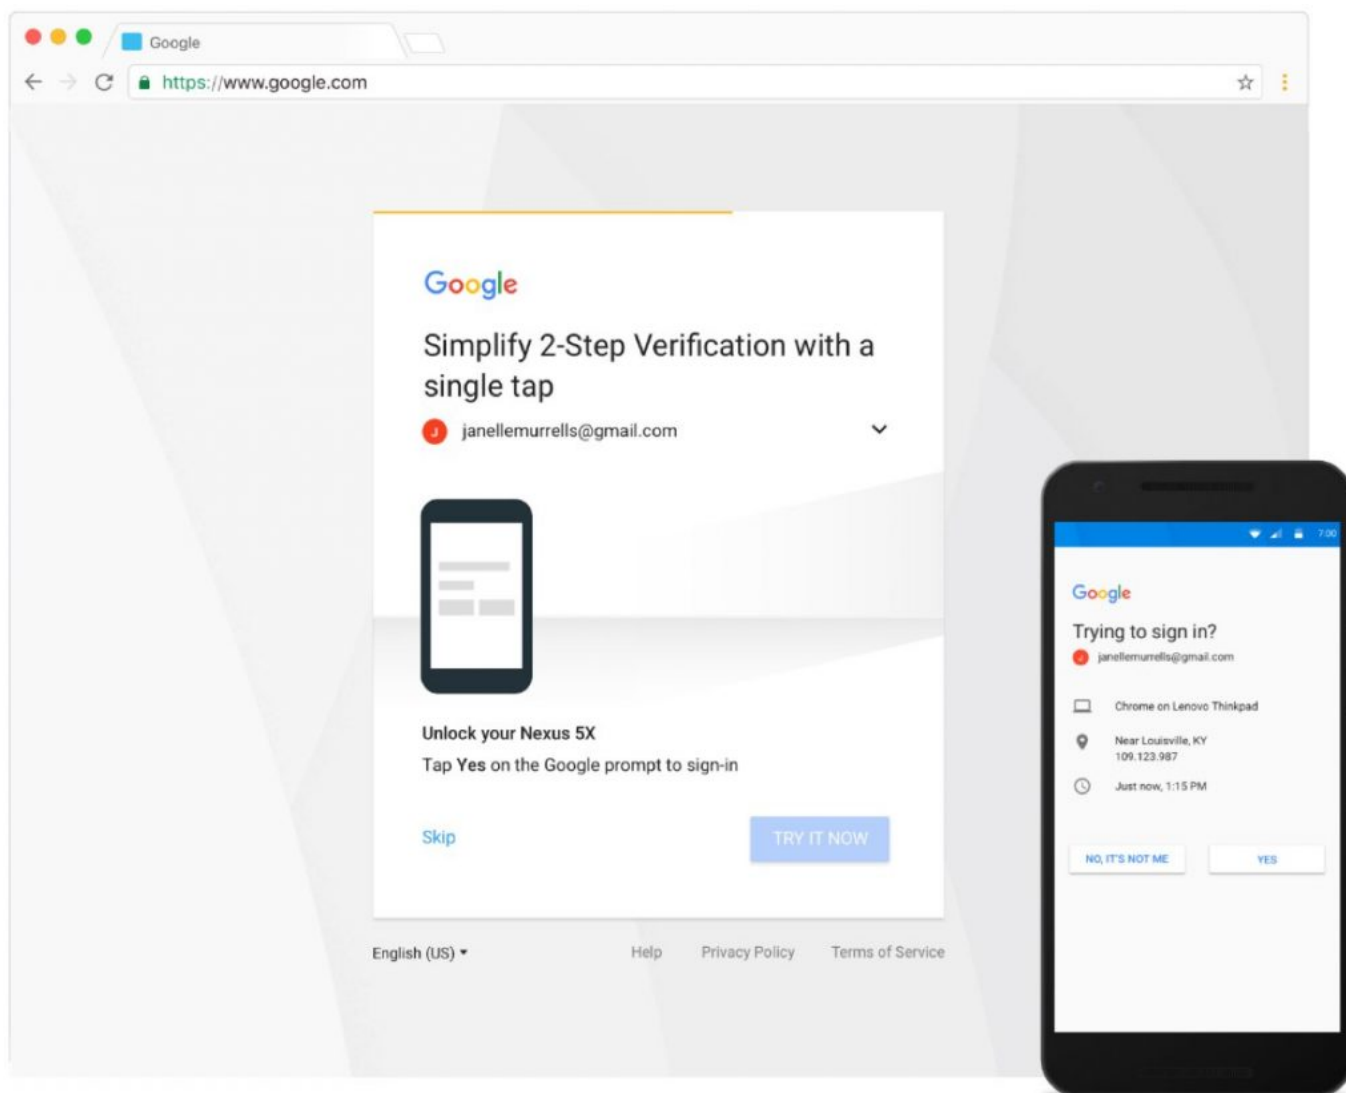 Google
https://www.google.com
Google
Simplify 2-Step Verification with a
single tap
J janellemurrells@gmail.com
Unlock your Nexus 5X
Tap Yes on the Google prompt to sign-in
Skip
TRY IT NOW
English (US)
Help Privacy Policy Terms of Service
7:00
Google
Trying to sign in?
J janellemurrells@gmail.com
Chrome on Lenovo Thinkpad
Near Louisville, KY
109.123.987
Just now, 1:15 PM
NO, IT'S NOT ME YES